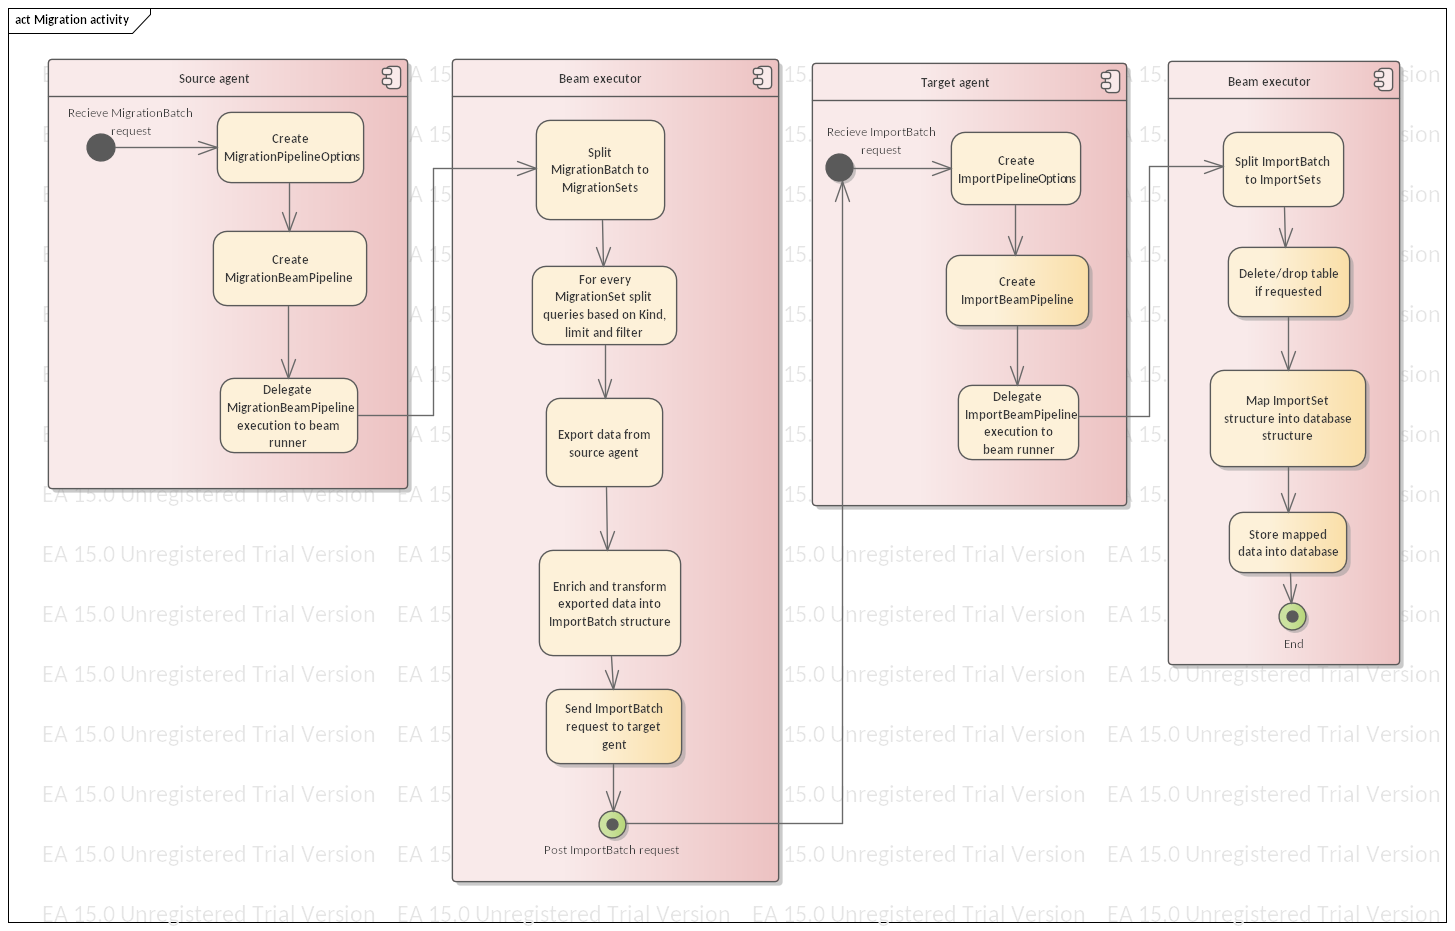 act Migration activity
Source agent
Recieve MigrationBatch
request
Create
MigrationPipelineOptions
Create
MigrationBeamPipeline
Delegate
MigrationBeamPipeline
execution to beam
runner
Beam executor
Split
MigrationBatch to
MigrationSets
For every
MigrationSet split
queries based on Kind,
limit and filter
Export data from
source agent
Enrich and transform
exported data into
ImportBatch structure
Send ImportBatch
request to target
gent
Post ImportBatch request
Target agent
Recieve ImportBatch
request
Create
ImportPipelineOptions
Create
ImportBeamPipeline
Delegate
ImportBeamPipeline
execution to
beam runner
Beam executor
Split ImportBatch
to ImportSets
Delete/drop table
if requested
Map ImportSet
structure into database
structure
Store mapped
data into database
End
EA 15.0 Unregistered Trial Version